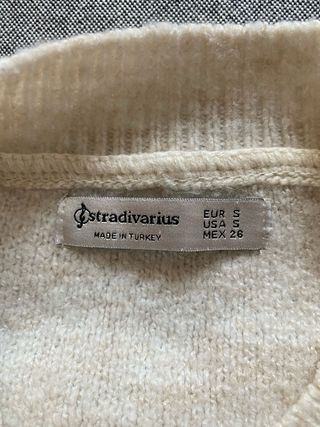 stradivarius
MADE IN TURKEY
EUR S
USA S
MEX 26